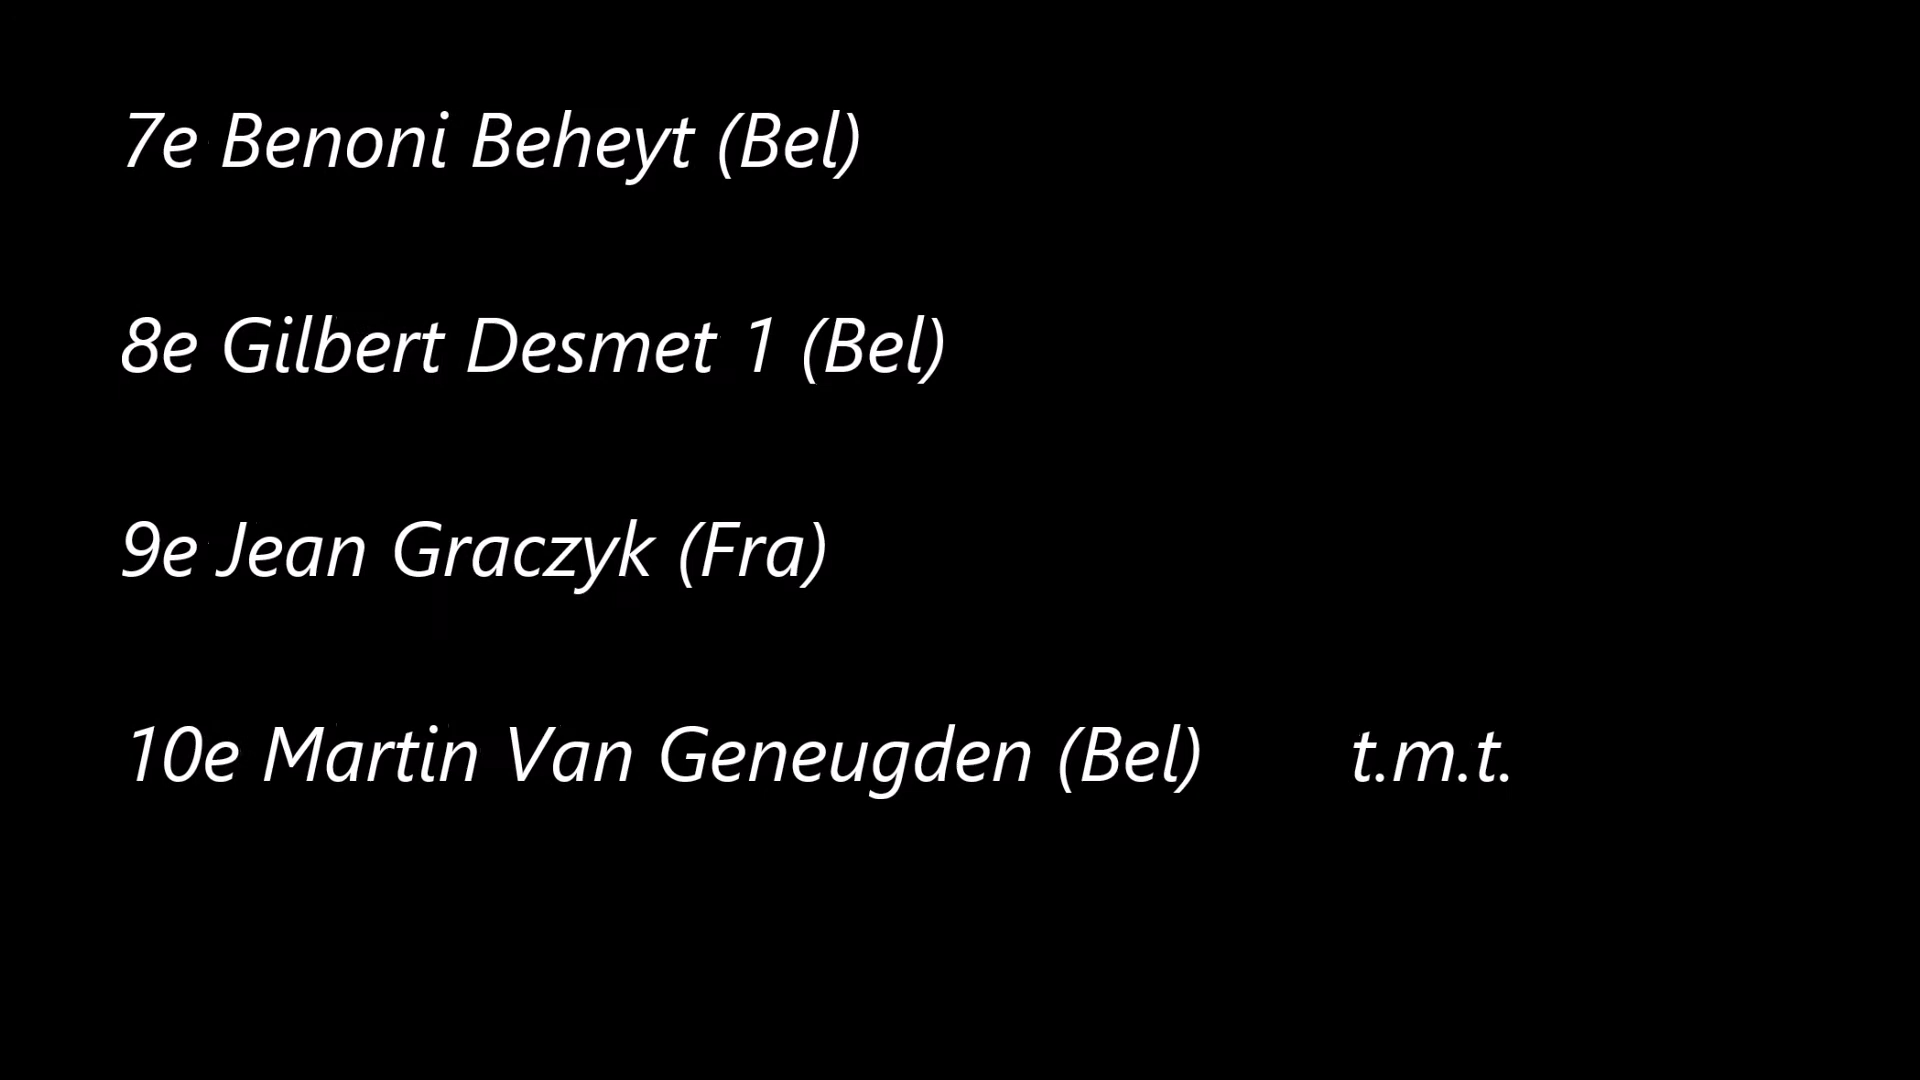 7e Benoni Beheyt (Bel)
8e Gilbert Desmet 1 (Bel)
9e Jean Graczyk (Fra)
10e Martin Van Geneugden (Bel) t.m.t.